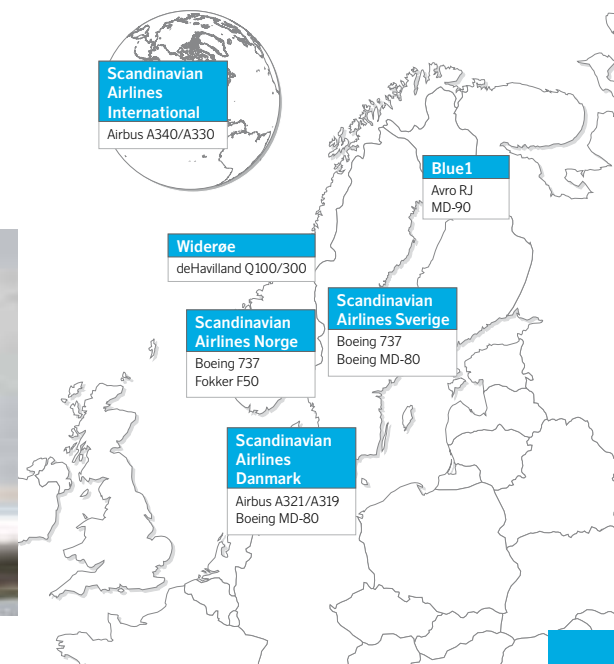 Scandinavian
Airlines
International
Airbus A340/A330
Blue1
Avro RJ
MD-90
Widerøe
deHavilland Q100/300
Scandinavian
Airlines Sverige
Boeing 737
Boeing MD-80
Scandinavian
Airlines Norge
Boeing 737
Fokker F50
Scandinavian
Airlines
Danmark
Airbus A321/A319
Boeing MD-80